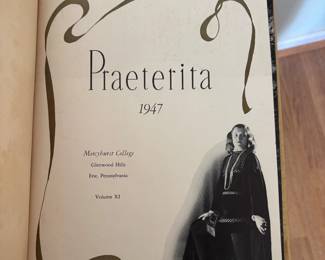 Praeterita
1947
Mercyhurst College
Glenwood Hills
Erie, Pennsylvania
Volume XI